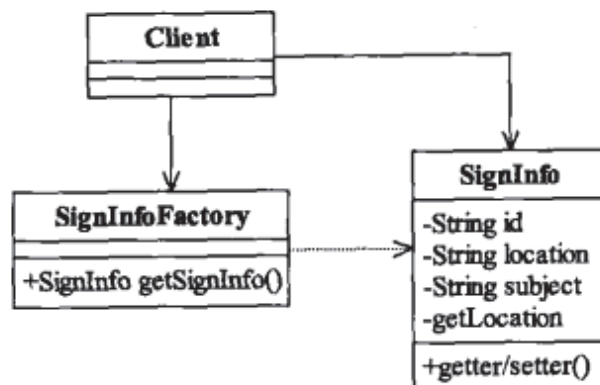 Client
SignInfoFactory
+SignInfo getSignInfo()
SignInfo
-String id
-String location
-String subject
-getLocation
+getter/setter()